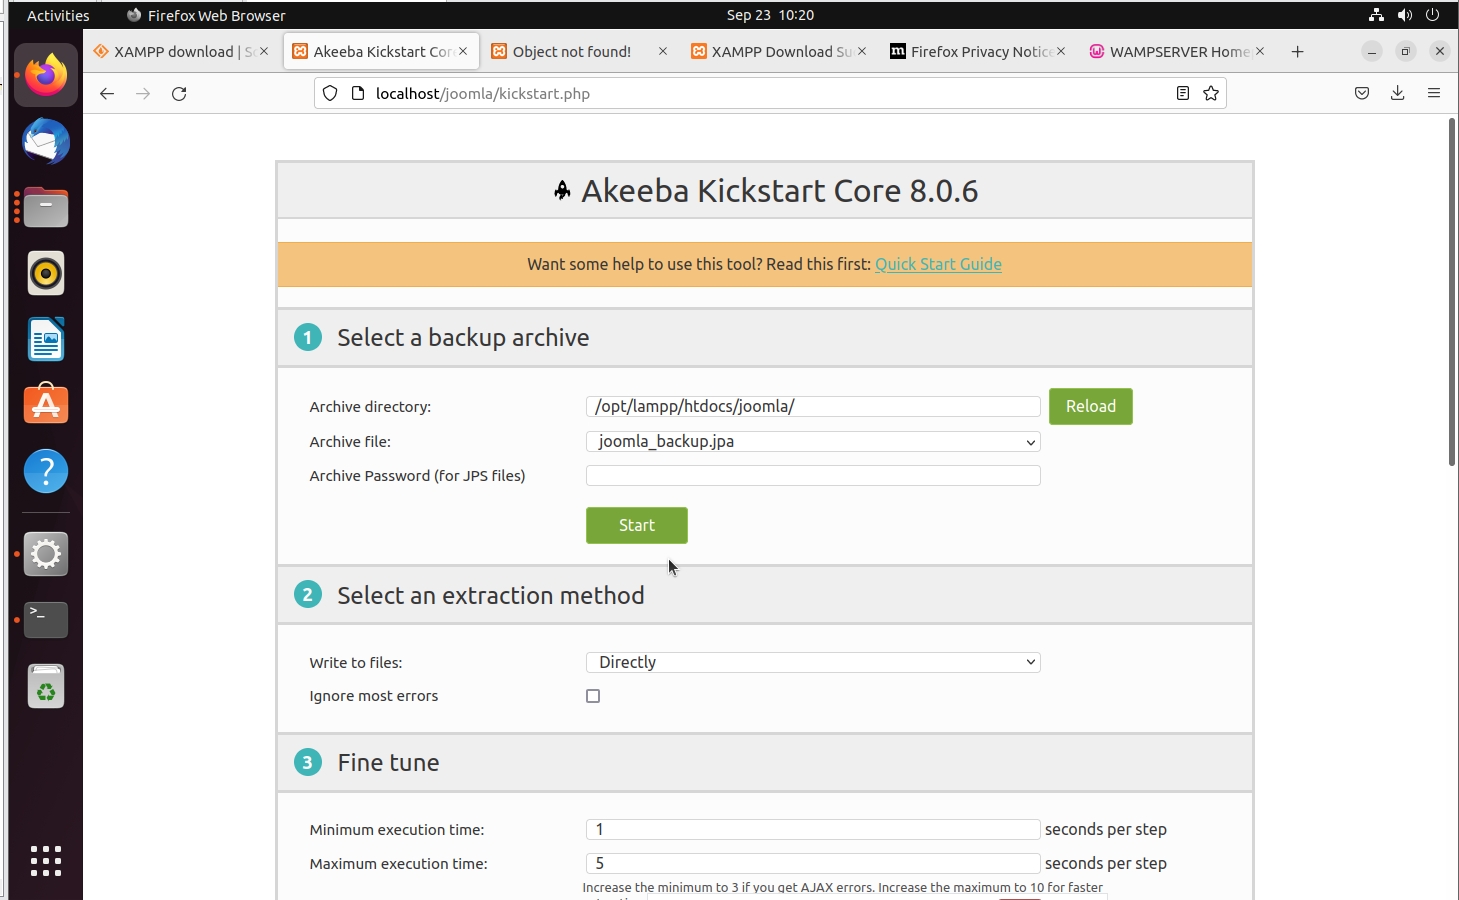 Activities Firefox Web Browser Sep 23 10:20
XAMPP download | S Akeeba Kickstart Cor Object not found! XAMPP Download Su Firefox Privacy Notice WAMPSERVER Home
localhost/joomla/kickstart.php
Akeeba Kickstart Core 8.0.6
Want some help to use this tool? Read this first: Quick Start Guide
1 Select a backup archive
Archive directory: /opt/lampp/htdocs/joomla/ Reload
Archive file: joomla_backup.jpa
Archive Password (for JPS files)
Start
2 Select an extraction method
Write to files: Directly
Ignore most errors
3 Fine tune
Minimum execution time: 1 seconds per step
Maximum execution time: 5 seconds per step
Increase the minimum to 3 if you get AJAX errors. Increase the maximum to 10 for faster